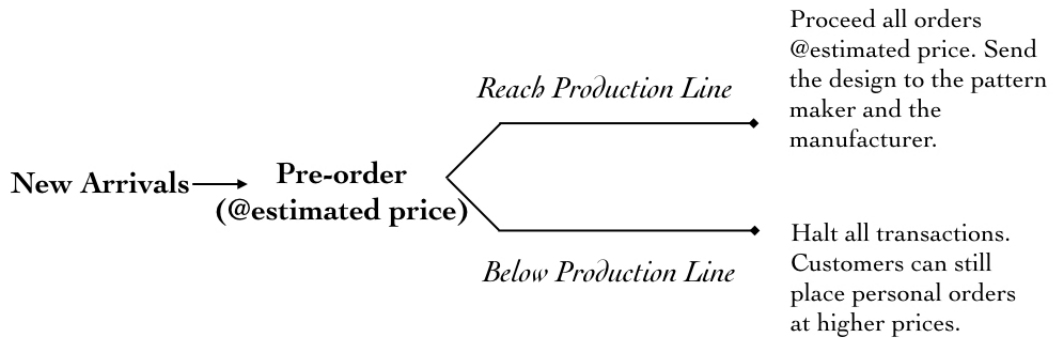 Proceed all orders
@estimated price. Send
the design to the pattern
maker and the
manufacturer.
Reach Production Line
New Arrivals
Pre-order
(@estimated price)
Below Production Line
Halt all transactions.
Customers can still
place personal orders
at higher prices.